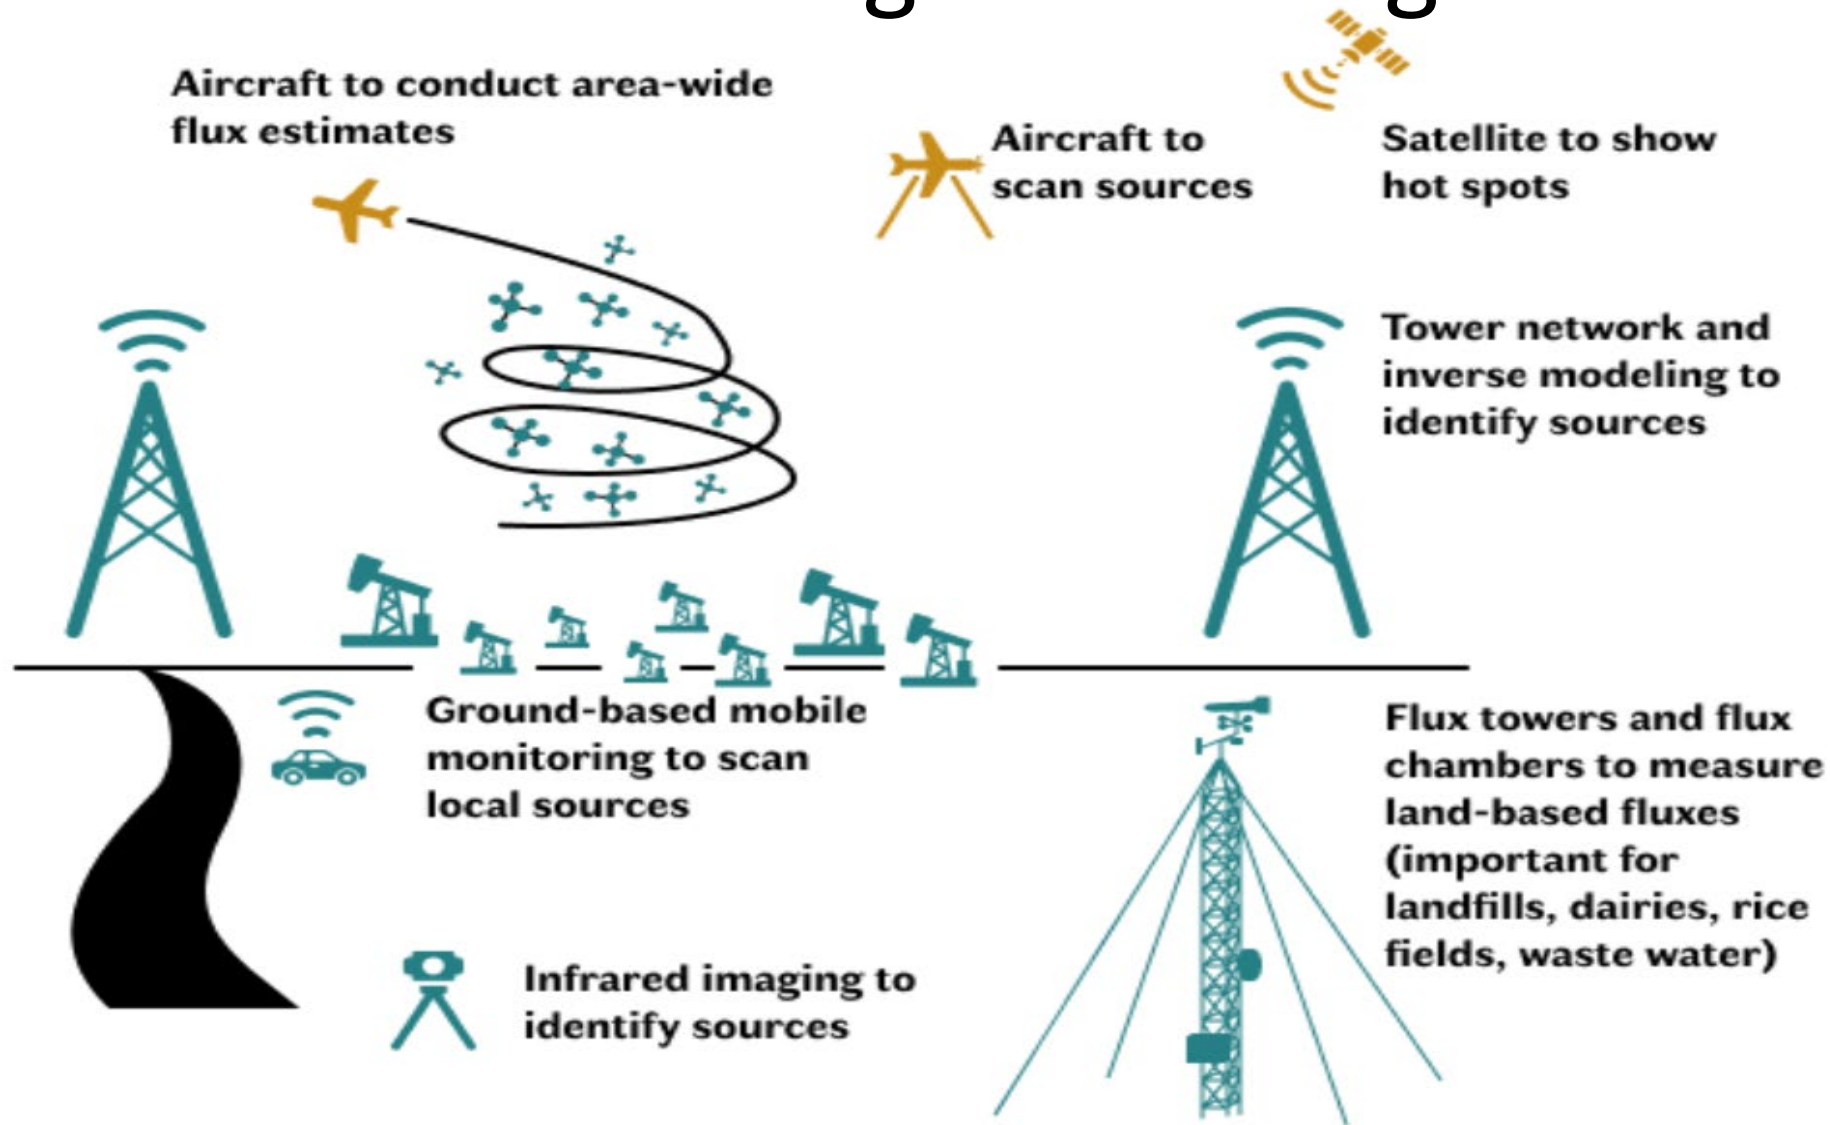 Aircraft to conduct area-wide
flux estimates
Aircraft to
scan sources
Satellite to show
hot spots
Tower network and
inverse modeling to
identify sources
Ground-based mobile
monitoring to scan
local sources
Flux towers and flux
chambers to measure
land-based fluxes
(important for
landfills, dairies, rice
fields, waste water)
Infrared imaging to
identify sources